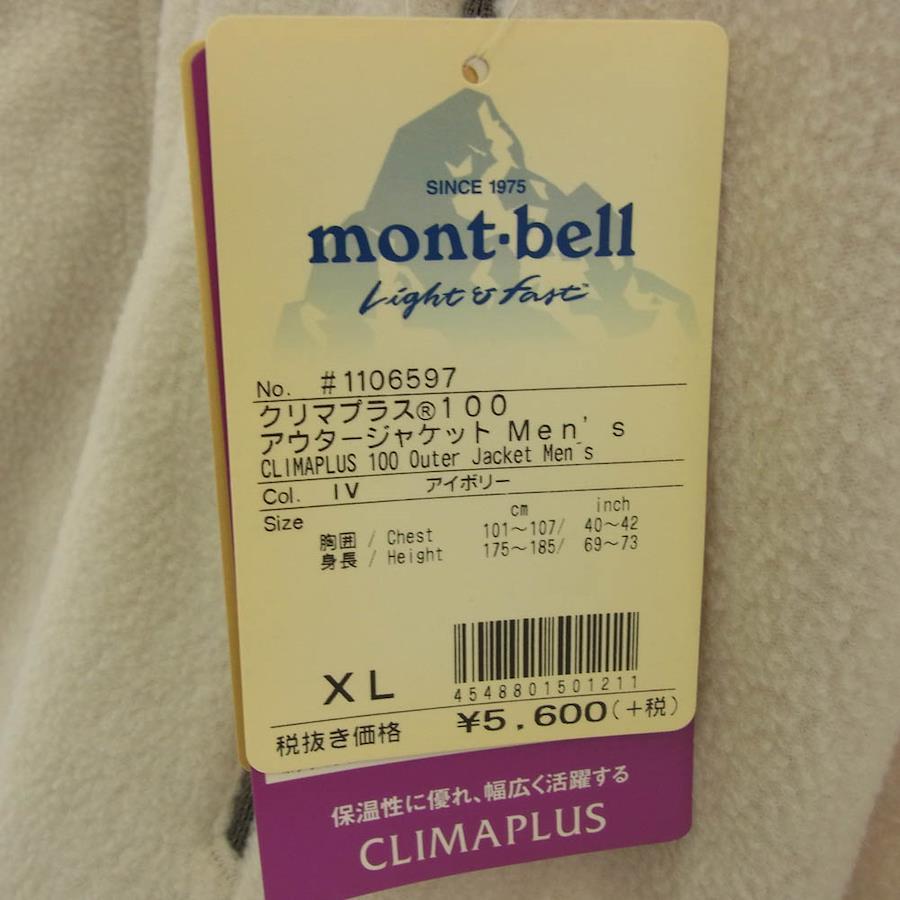 SINCE 1975
mont·bell
Light & Fast™
No. #1106597
クリマプラス®100
アウタージャケット Men's
CLIMAPLUS 100 Outer Jacket Men's
Col. IV アイボリー
Size
cm inch
胸囲 / Chest 101～107/ 40～42
身長 / Height 175～185/ 69～73
XL
4548801501211
税抜き価格 ¥5,600(+税)
保温性に優れ、幅広く活躍する
CLIMAPLUS